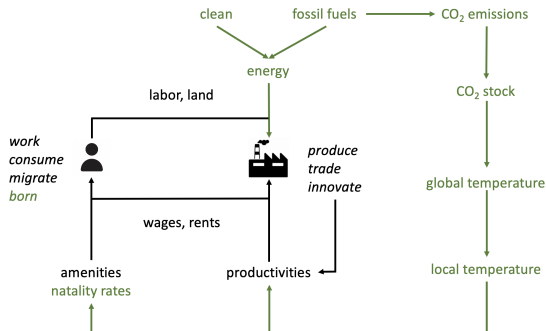 clean
fossil fuels
CO₂ emissions
energy
labor, land
CO₂ stock
work
consume
migrate
born
produce
trade
innovate
global temperature
wages, rents
amenities
natality rates
productivities
local temperature